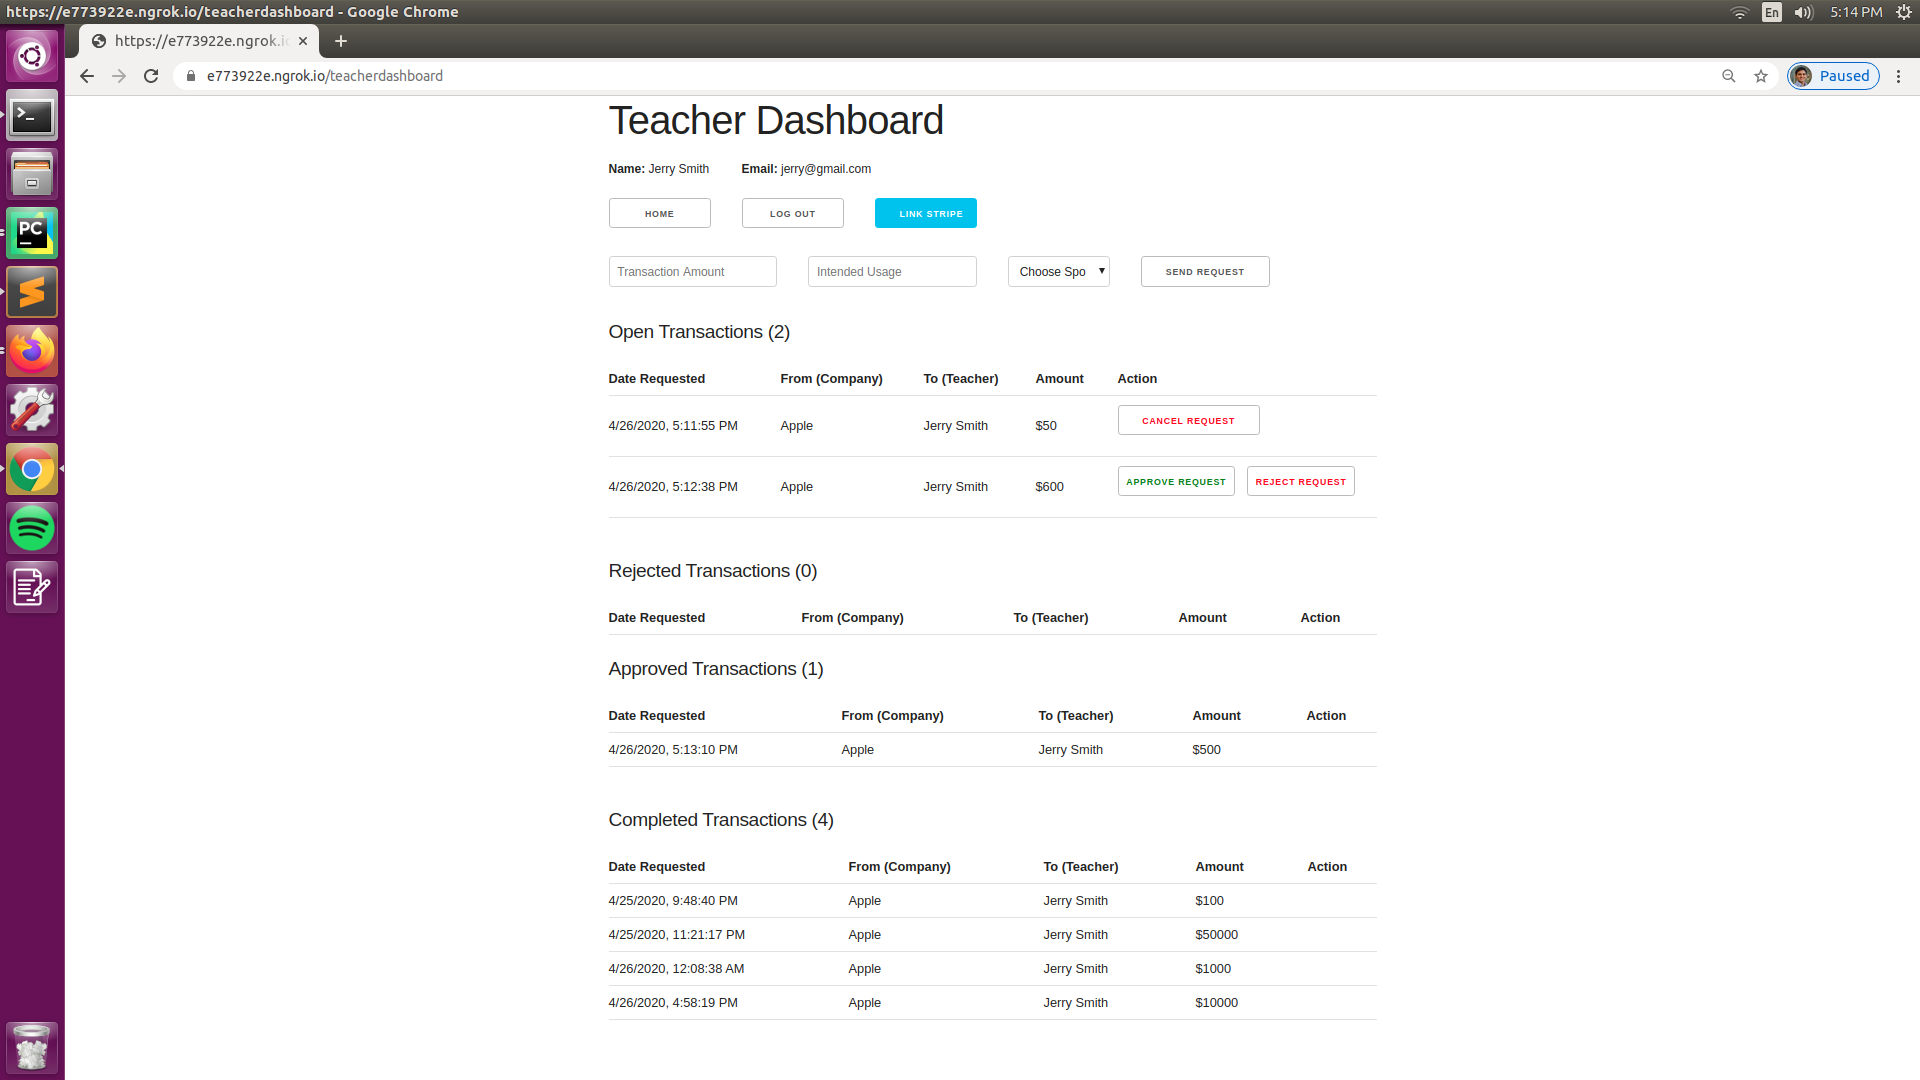 https://e773922e.ngrok.io/teacherdashboard - Google Chrome
En
5:14 PM
https://e773922e.ngrok.io
e773922e.ngrok.io/teacherdashboard
Paused
Teacher Dashboard
Name: Jerry Smith Email: jerry@gmail.com
HOME LOG OUT LINK STRIPE
Transaction Amount Intended Usage Choose Spo SEND REQUEST
Open Transactions (2)
Date Requested From (Company) To (Teacher) Amount Action
4/26/2020, 5:11:55 PM Apple Jerry Smith $50 CANCEL REQUEST
4/26/2020, 5:12:38 PM Apple Jerry Smith $600 APPROVE REQUEST REJECT REQUEST
Rejected Transactions (0)
Date Requested From (Company) To (Teacher) Amount Action
Approved Transactions (1)
Date Requested From (Company) To (Teacher) Amount Action
4/26/2020, 5:13:10 PM Apple Jerry Smith $500
Completed Transactions (4)
Date Requested From (Company) To (Teacher) Amount Action
4/25/2020, 9:48:40 PM Apple Jerry Smith $100
4/25/2020, 11:21:17 PM Apple Jerry Smith $50000
4/26/2020, 12:08:38 AM Apple Jerry Smith $1000
4/26/2020, 4:58:19 PM Apple Jerry Smith $10000
PC